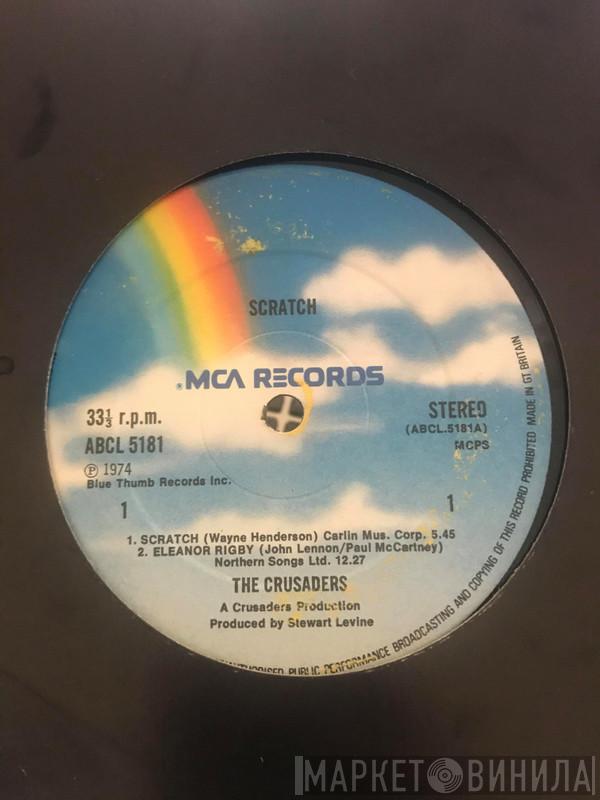 SCRATCH
®MCA RECORDS
33⅓ r.p.m.
ABCL 5181
℗ 1974
Blue Thumb Records Inc.
STEREO
(ABCL.5181A)
MCPS
1
1
1. SCRATCH (Wayne Henderson) Carlin Mus. Corp. 5.45
2. ELEANOR RIGBY (John Lennon/Paul McCartney)
Northern Songs Ltd. 12.27
THE CRUSADERS
A Crusaders Production
Produced by Stewart Levine
PUBLIC PERFORMANCE BROADCASTING AND COPYING OF THIS RECORD PROHIBITED MADE IN GT. BRITAIN
МАРКЕТ ВИНИЛА